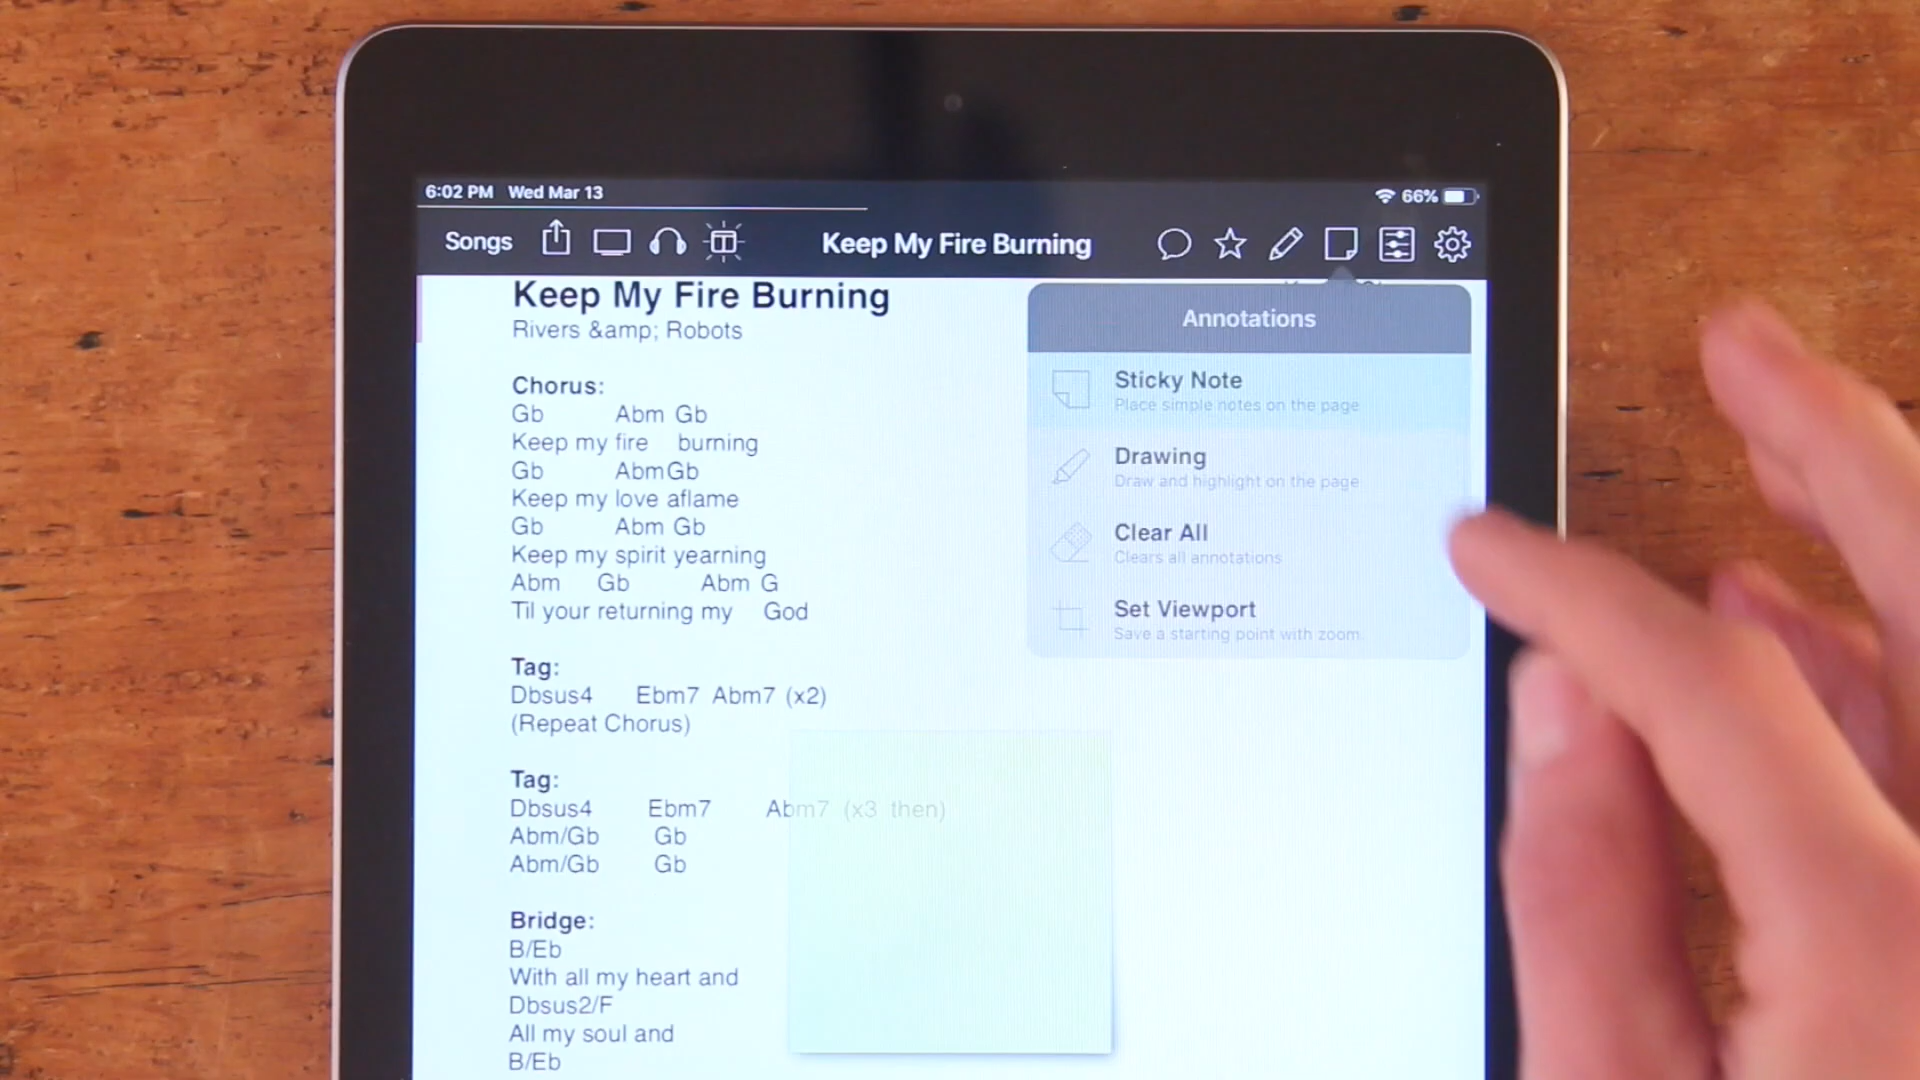 6:02 PM Wed Mar 13
66%
Songs
Keep My Fire Burning
Keep My Fire Burning
Rivers &amp; Robots
Chorus:
Gb Abm Gb
Keep my fire burning
Gb AbmGb
Keep my love aflame
Gb Abm Gb
Keep my spirit yearning
Abm Gb Abm G
Til your returning my God
Tag:
Dbsus4 Ebm7 Abm7 (x2)
(Repeat Chorus)
Tag:
Dbsus4 Ebm7 Abm7 (x3 then)
Abm/Gb Gb
Abm/Gb Gb
Bridge:
B/Eb
With all my heart and
Dbsus2/F
All my soul and
B/Eb
Annotations
Sticky Note
Place simple notes on the page
Drawing
Draw and highlight on the page
Clear All
Clears all annotations
Set Viewport
Save a starting point with zoom